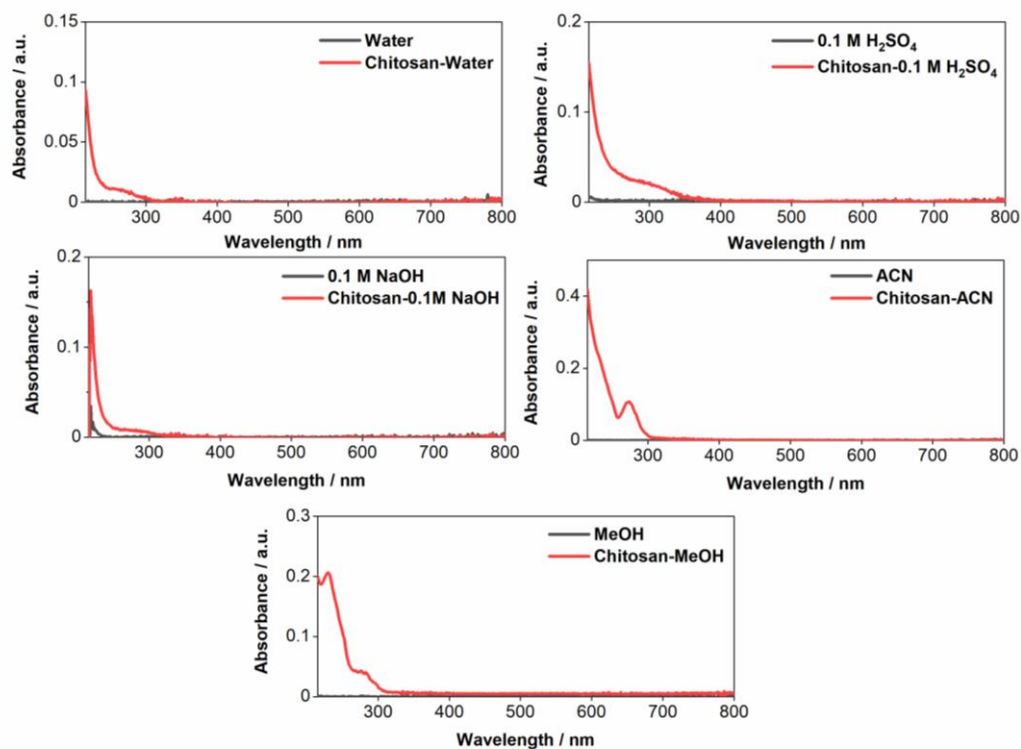 Water
Chitosan-Water
0.15
0.1
0.05
0
Absorbance / a.u.
300 400 500 600 700 800
Wavelength / nm
0.1 M H₂SO₄
Chitosan-0.1 M H₂SO₄
0.2
0.1
0
Absorbance / a.u.
300 400 500 600 700 800
Wavelength / nm
0.1 M NaOH
Chitosan-0.1M NaOH
0.2
0.1
0
Absorbance / a.u.
300 400 500 600 700 800
Wavelength / nm
ACN
Chitosan-ACN
0.4
0.2
0
Absorbance / a.u.
300 400 500 600 700 800
Wavelength / nm
MeOH
Chitosan-MeOH
0.3
0.2
0.1
0
Absorbance / a.u.
300 400 500 600 700 800
Wavelength / nm